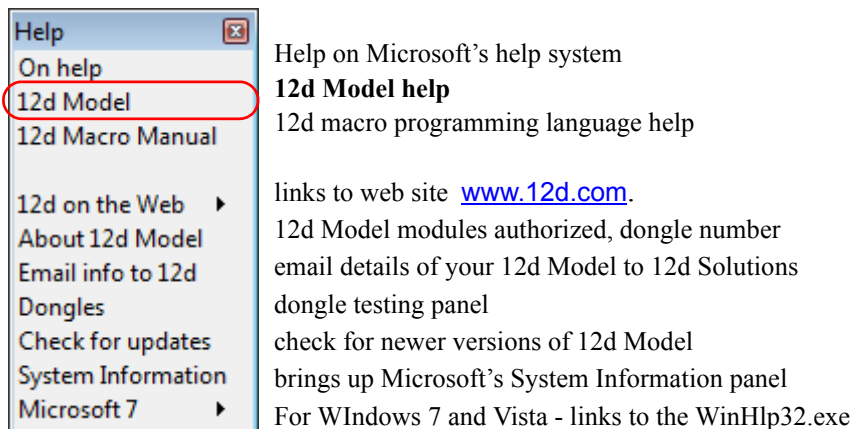 Help
On help Help on Microsoft's help system
12d Model 12d Model help
12d Macro Manual 12d macro programming language help
12d on the Web links to web site www.12d.com.
About 12d Model 12d Model modules authorized, dongle number
Email info to 12d email details of your 12d Model to 12d Solutions
Dongles dongle testing panel
Check for updates check for newer versions of 12d Model
System Information brings up Microsoft's System Information panel
Microsoft 7 For WIndows 7 and Vista - links to the WinHlp32.exe